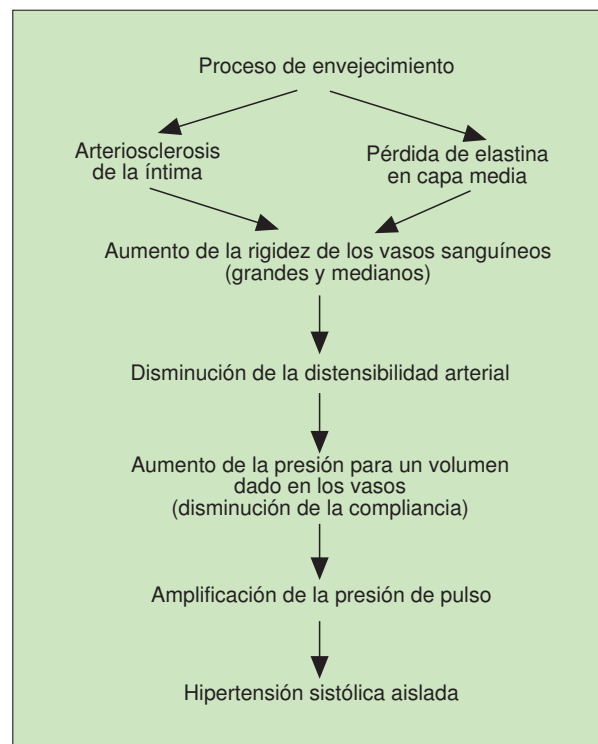 Proceso de envejecimiento
Arteriosclerosis
de la íntima
Pérdida de elastina
en capa media
Aumento de la rigidez de los vasos sanguíneos
(grandes y medianos)
Disminución de la distensibilidad arterial
Aumento de la presión para un volumen
dado en los vasos
(disminución de la compliancia)
Amplificación de la presión de pulso
Hipertensión sistólica aislada